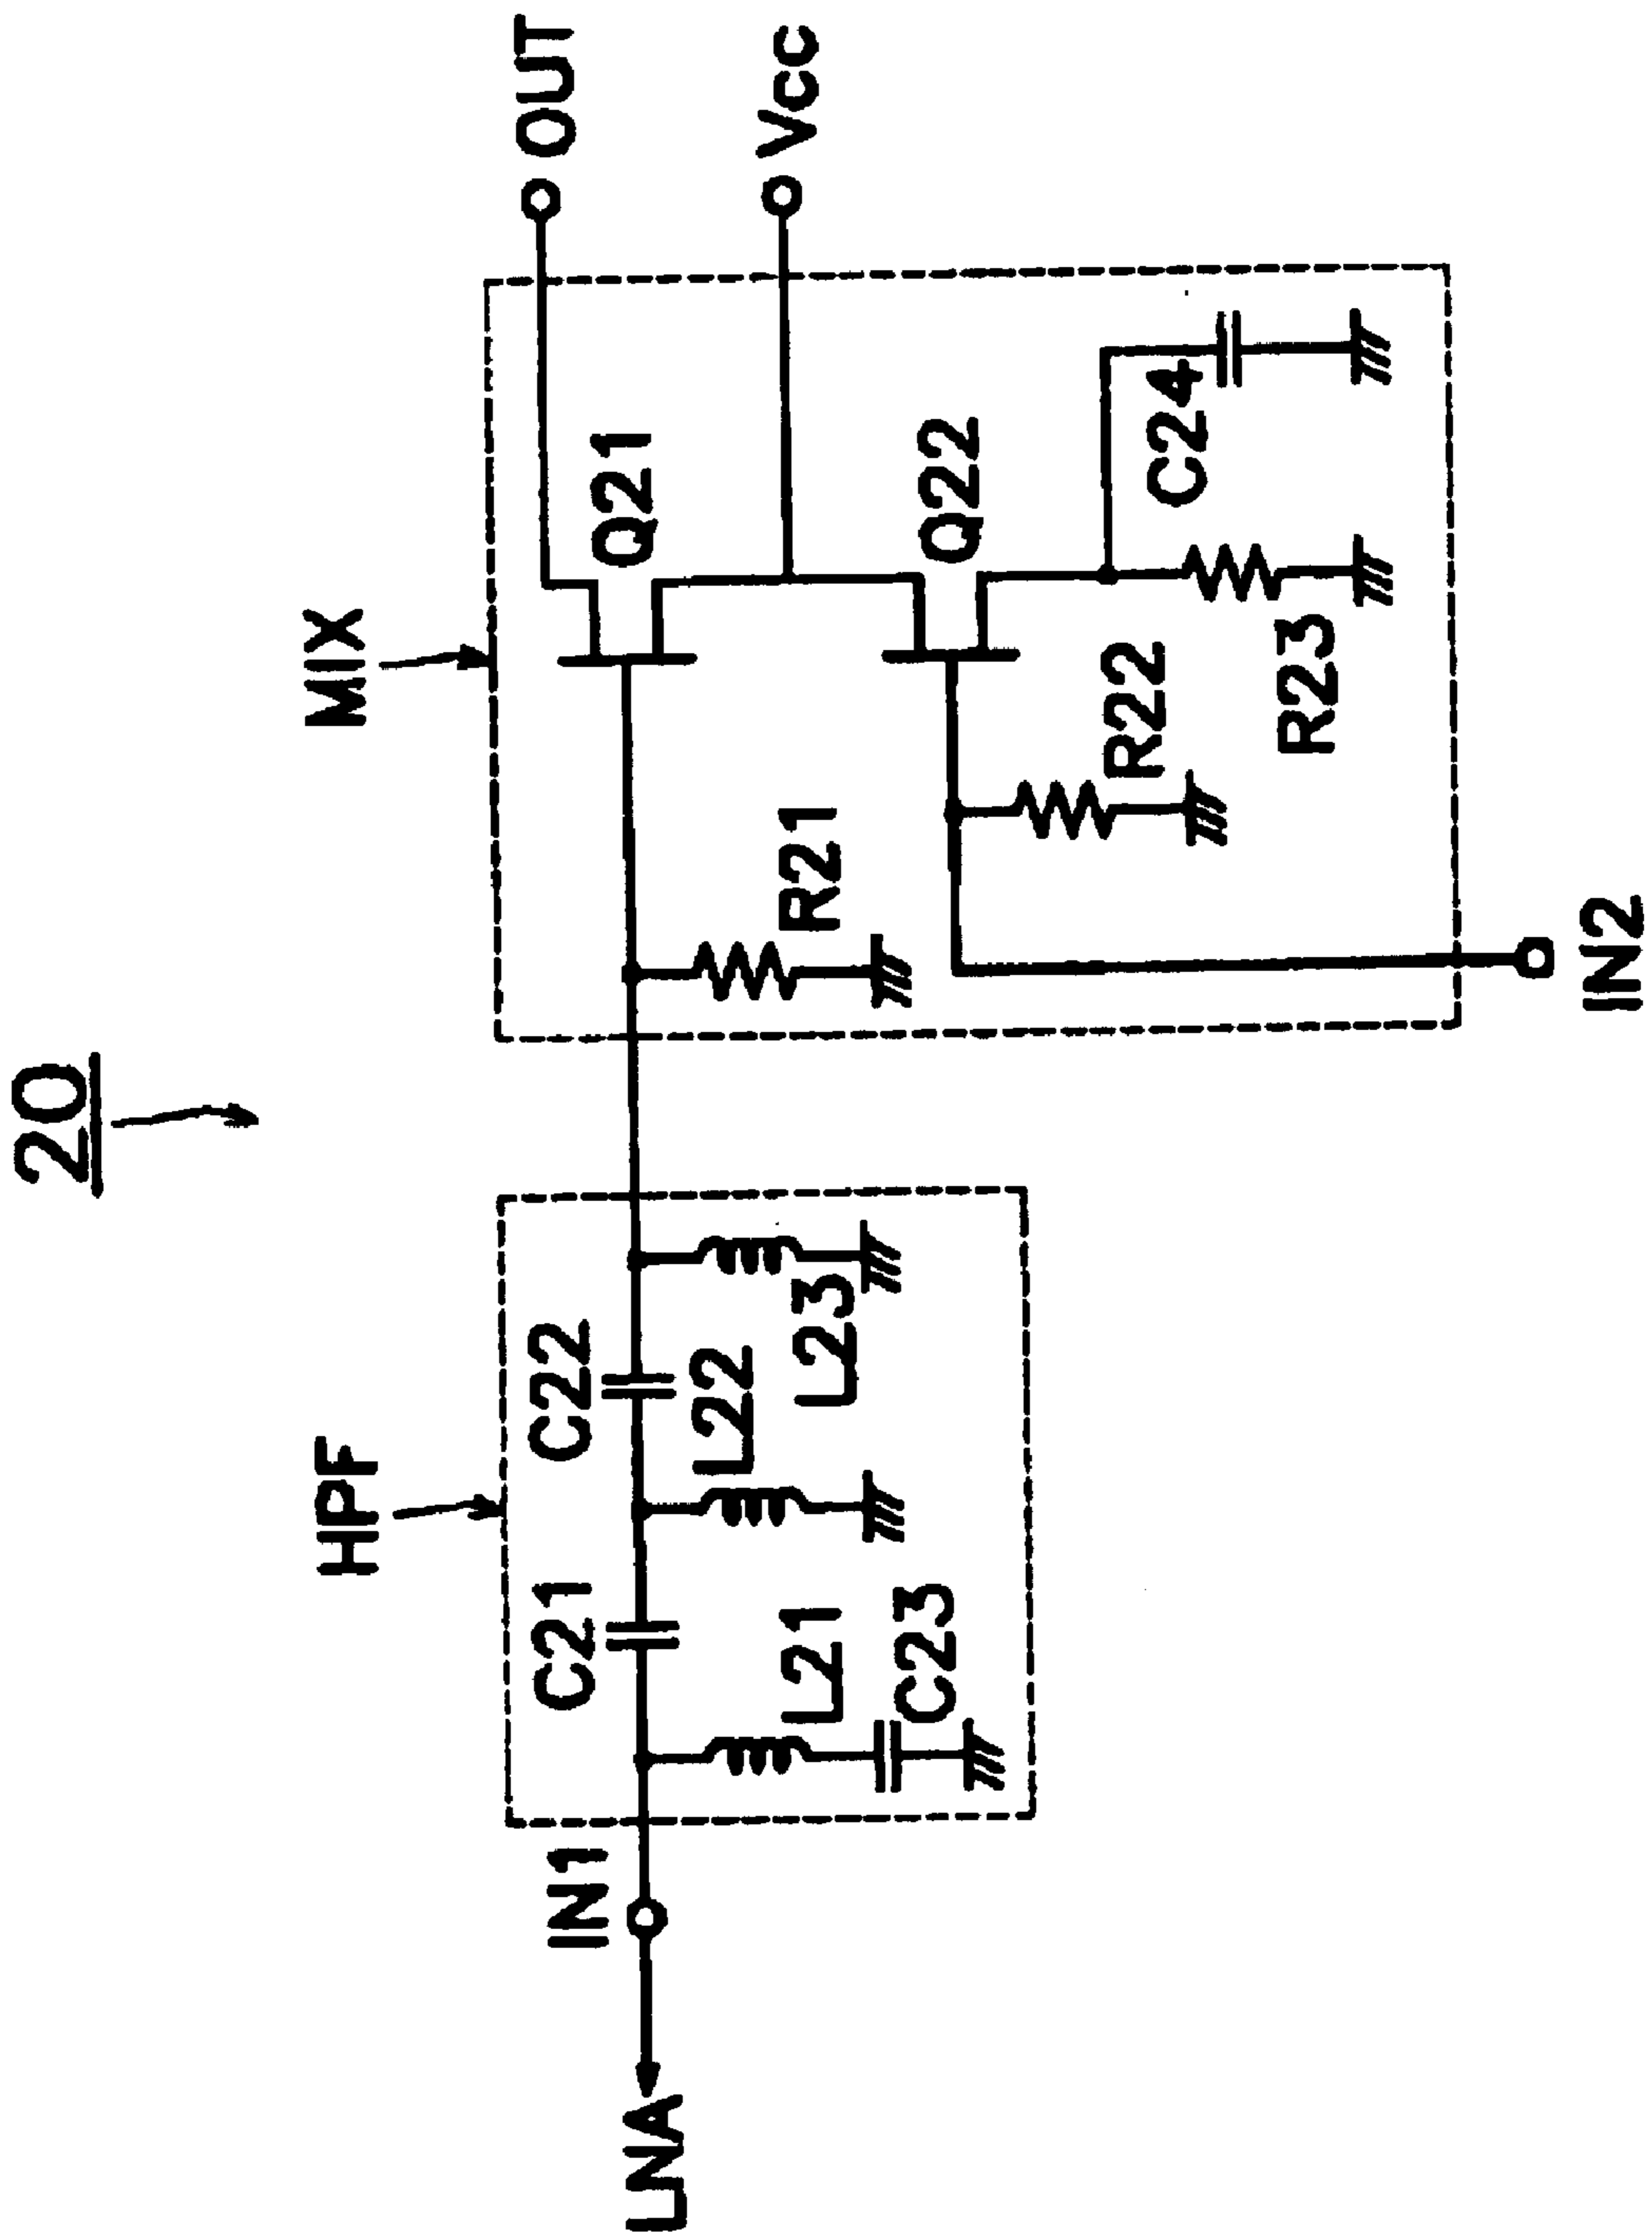 20
HPF
MIX
LNA
IN1
C21
C22
L21
C23
L22
L23
R21
Q21
OUT
Vcc
Q22
R22
R23
C24
IN2